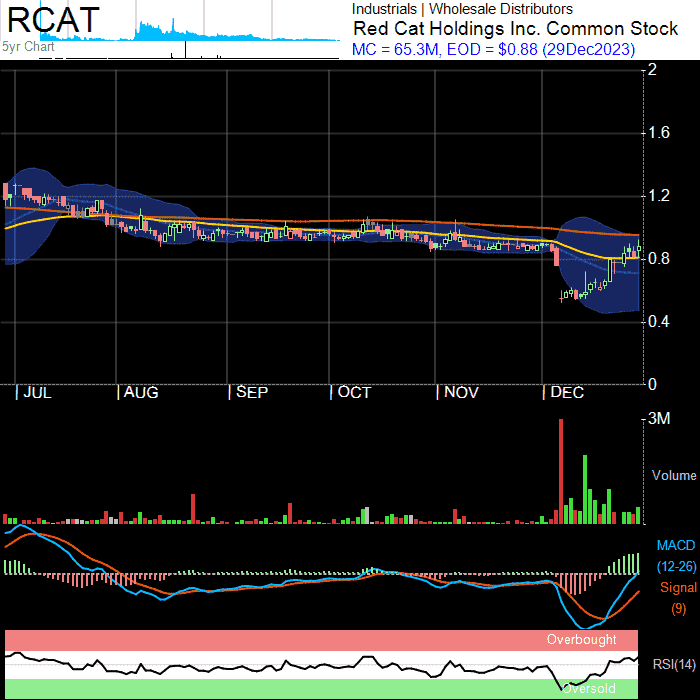 RCAT
5yr Chart
Industrials | Wholesale Distributors
Red Cat Holdings Inc. Common Stock
MC = 65.3M, EOD = $0.88 (29Dec2023)
2
1.6
1.2
0.8
0.4
0
| JUL | AUG | SEP | OCT | NOV | DEC
3M
Volume
MACD
(12-26)
Signal
(9)
Overbought
RSI(14)
Oversold